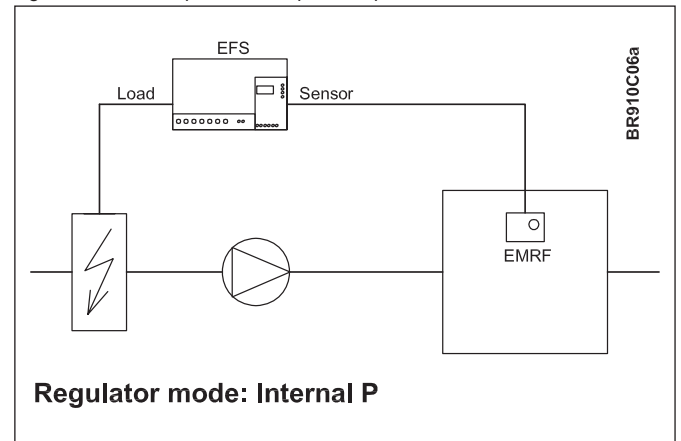 EFS
Load
Sensor
BR910C06a
EMRF
Regulator mode: Internal P